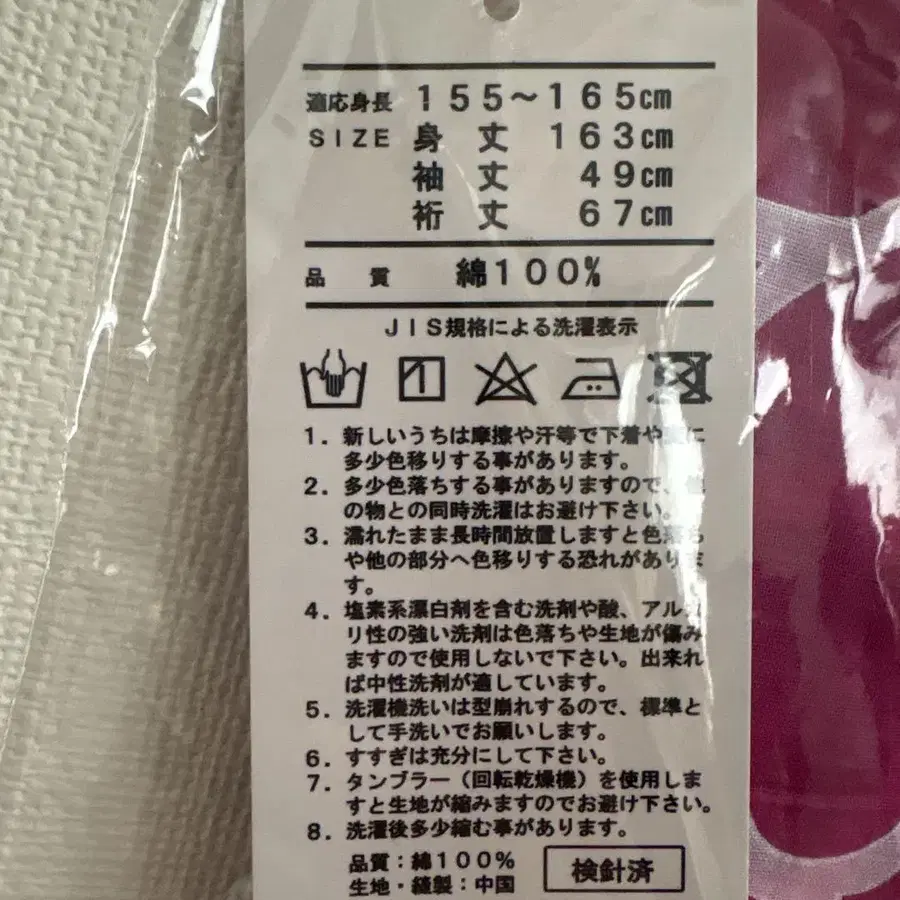 適応身長 155～165cm
SIZE 身丈 163cm
袖丈 49cm
裄丈 67cm
品質 綿100%
JIS規格による洗濯表示
1. 新しいうちは摩擦や汗等で下着や に
多少色移りする事があります。
2. 多少色落ちする事がありますので、他
の物との同時洗濯はお避け下さい。
3. 濡れたまま長時間放置しますと色落ち
や他の部分へ色移りする恐れがありま
す。
4. 塩素系漂白剤を含む洗剤や酸、アルカ
リ性の強い洗剤は色落ちや生地が傷み
ますので使用しないで下さい。出来れ
ば中性洗剤が適しています。
5. 洗濯機洗いは型崩れするので、標準と
して手洗いでお願いします。
6. すすぎは充分にして下さい。
7. タンブラー（回転乾燥機）を使用しま
すと生地が縮みますのでお避け下さい。
8. 洗濯後多少縮む事があります。
品質：綿100%
生地・縫製：中国
検針済